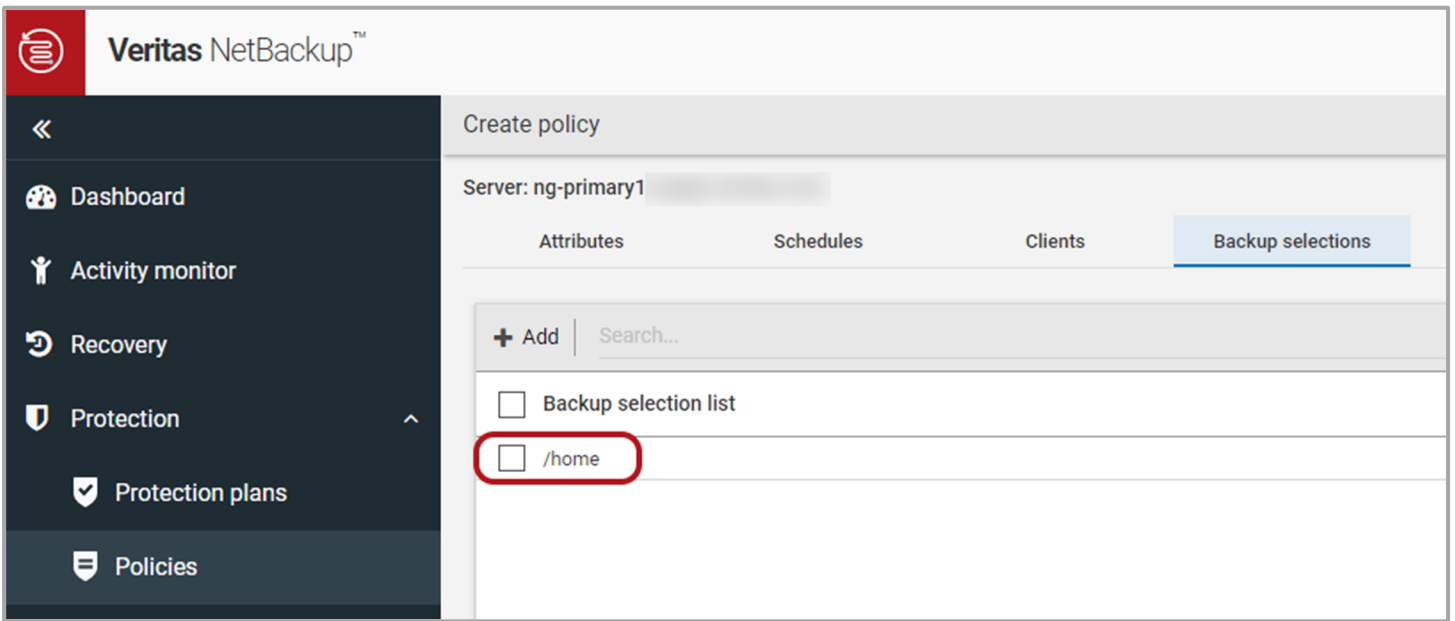 Veritas NetBackup™
Create policy
Server: ng-primary1
Dashboard
Attributes
Schedules
Clients
Backup selections
Activity monitor
Add
Search...
Recovery
Backup selection list
Protection
/home
Protection plans
Policies